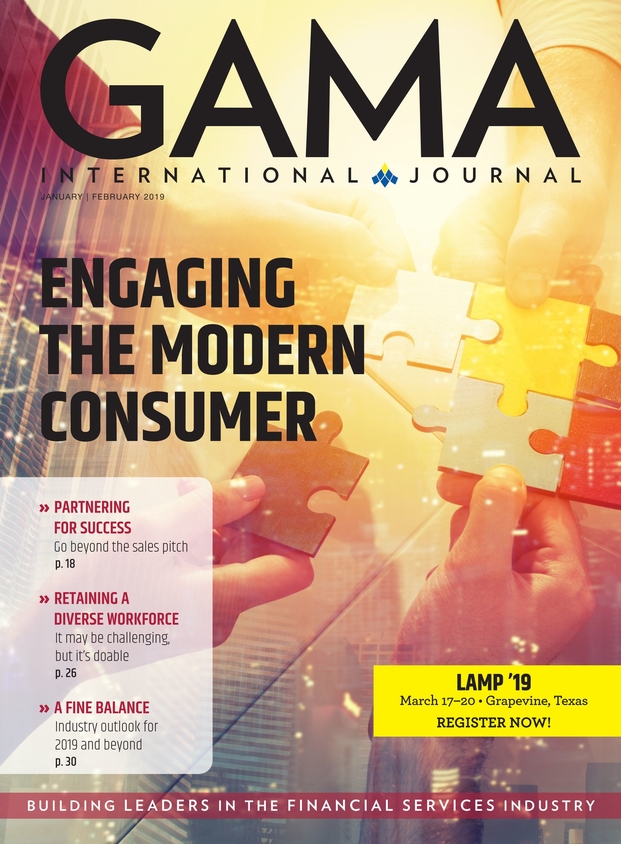 GAMA
INTERNATIONAL JOURNAL
JANUARY | FEBRUARY 2019
ENGAGING
THE MODERN
CONSUMER
» PARTNERING
FOR SUCCESS
Go beyond the sales pitch
p. 18
» RETAINING A
DIVERSE WORKFORCE
It may be challenging,
but it's doable
p. 26
» A FINE BALANCE
Industry outlook for
2019 and beyond
p. 30
LAMP '19
March 17–20 • Grapevine, Texas
REGISTER NOW!
BUILDING LEADERS IN THE FINANCIAL SERVICES INDUSTRY